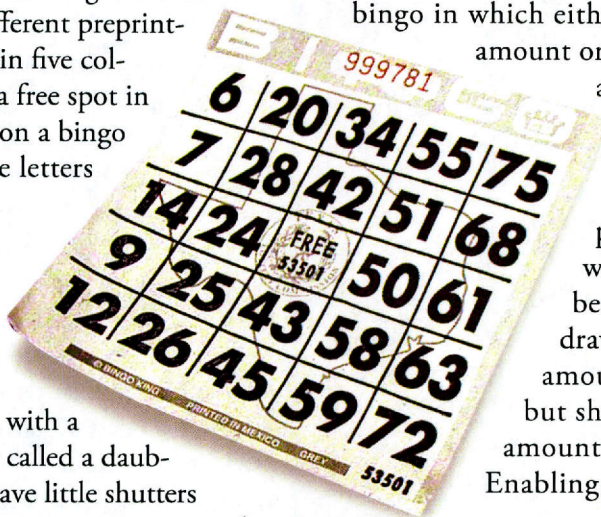 fferent preprint-
in five col-
a free spot in
on a bingo
e letters
with a
called a daub-
ave little shutters
B I
999781
6 20 34 55 75
7 28 42 51 68
14 24 FREE 53501 50 61
9 25 43 58 63
12 26 45 59 72
© BINGO KING PRINTED IN MEXICO GREY 53501
bingo in which eith
amount or
a
p
w
be
dra
amou
but sh
amount
Enabling